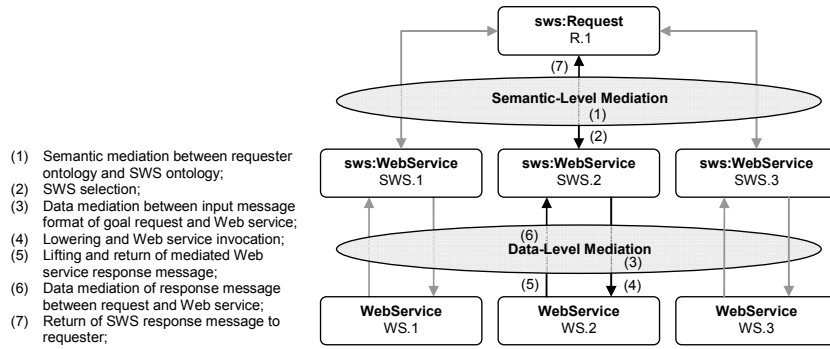 sws:Request
R.1
(7)
Semantic-Level Mediation
(1)
(2)
(1) Semantic mediation between requester
ontology and SWS ontology;
(2) SWS selection;
(3) Data mediation between input message
format of goal request and Web service;
(4) Lowering and Web service invocation;
(5) Lifting and return of mediated Web
service response message;
(6) Data mediation of response message
between request and Web service;
(7) Return of SWS response message to
requester;
sws:WebService
SWS.1
sws:WebService
SWS.2
sws:WebService
SWS.3
(6)
Data-Level Mediation
(3)
(5)
(4)
WebService
WS.1
WebService
WS.2
WebService
WS.3